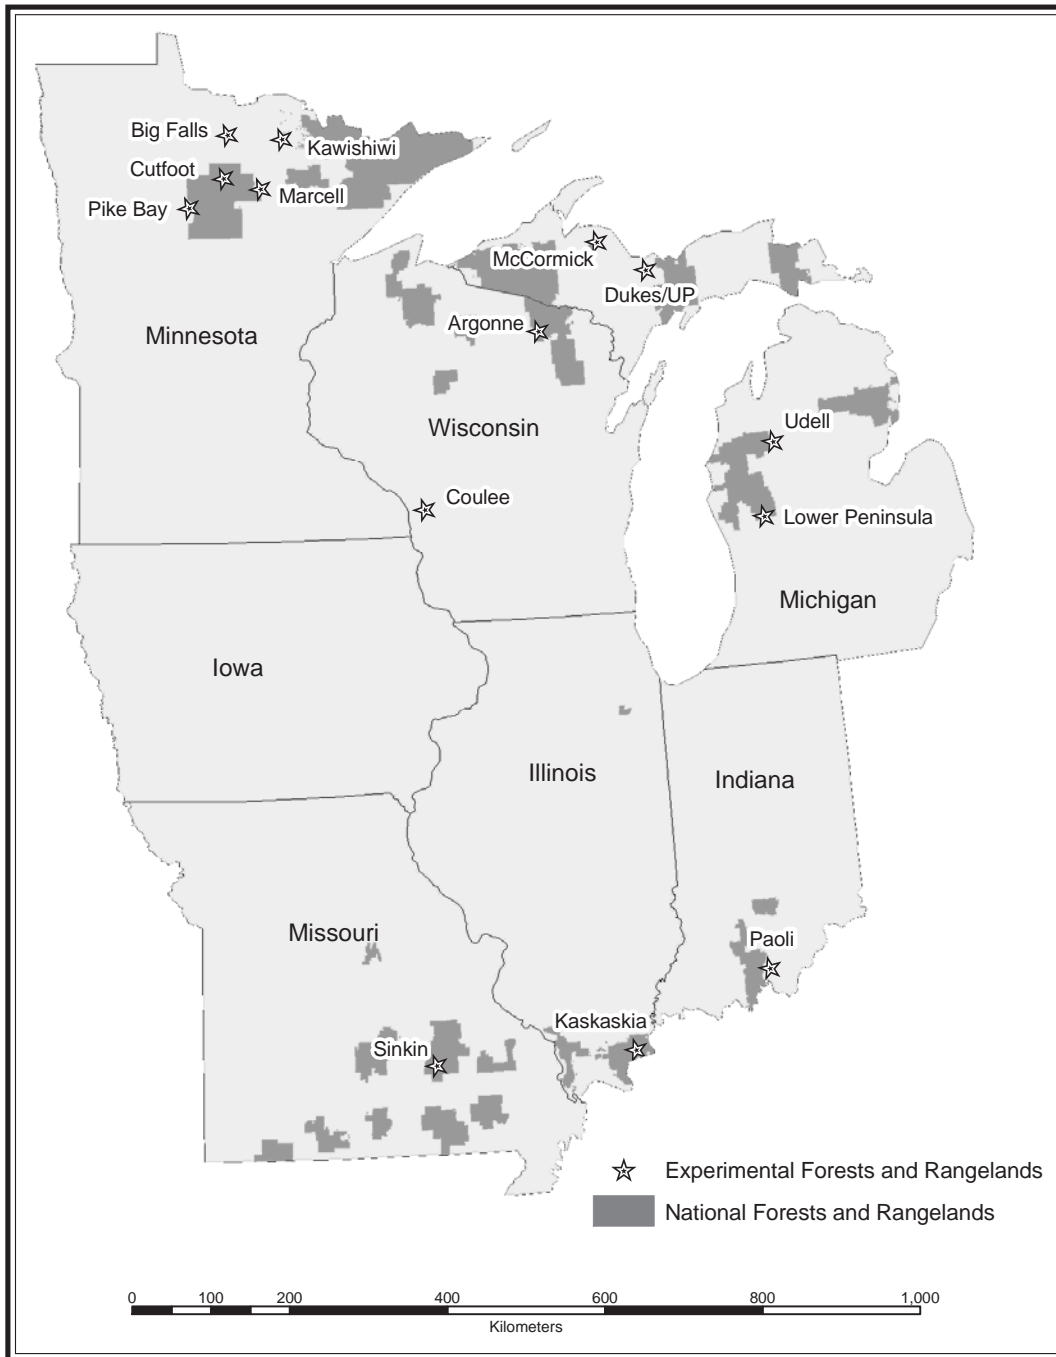 Big Falls
Kawishiwi
Cutfoot
Marcell
Pike Bay
McCormick
Dukes/UP
Argonne
Minnesota
Udell
Wisconsin
Coulee
Lower Peninsula
Michigan
Iowa
Illinois
Indiana
Missouri
Paoli
Kaskaskia
Sinkin
Experimental Forests and Rangelands
National Forests and Rangelands
0 100 200 400 600 800 1,000
Kilometers